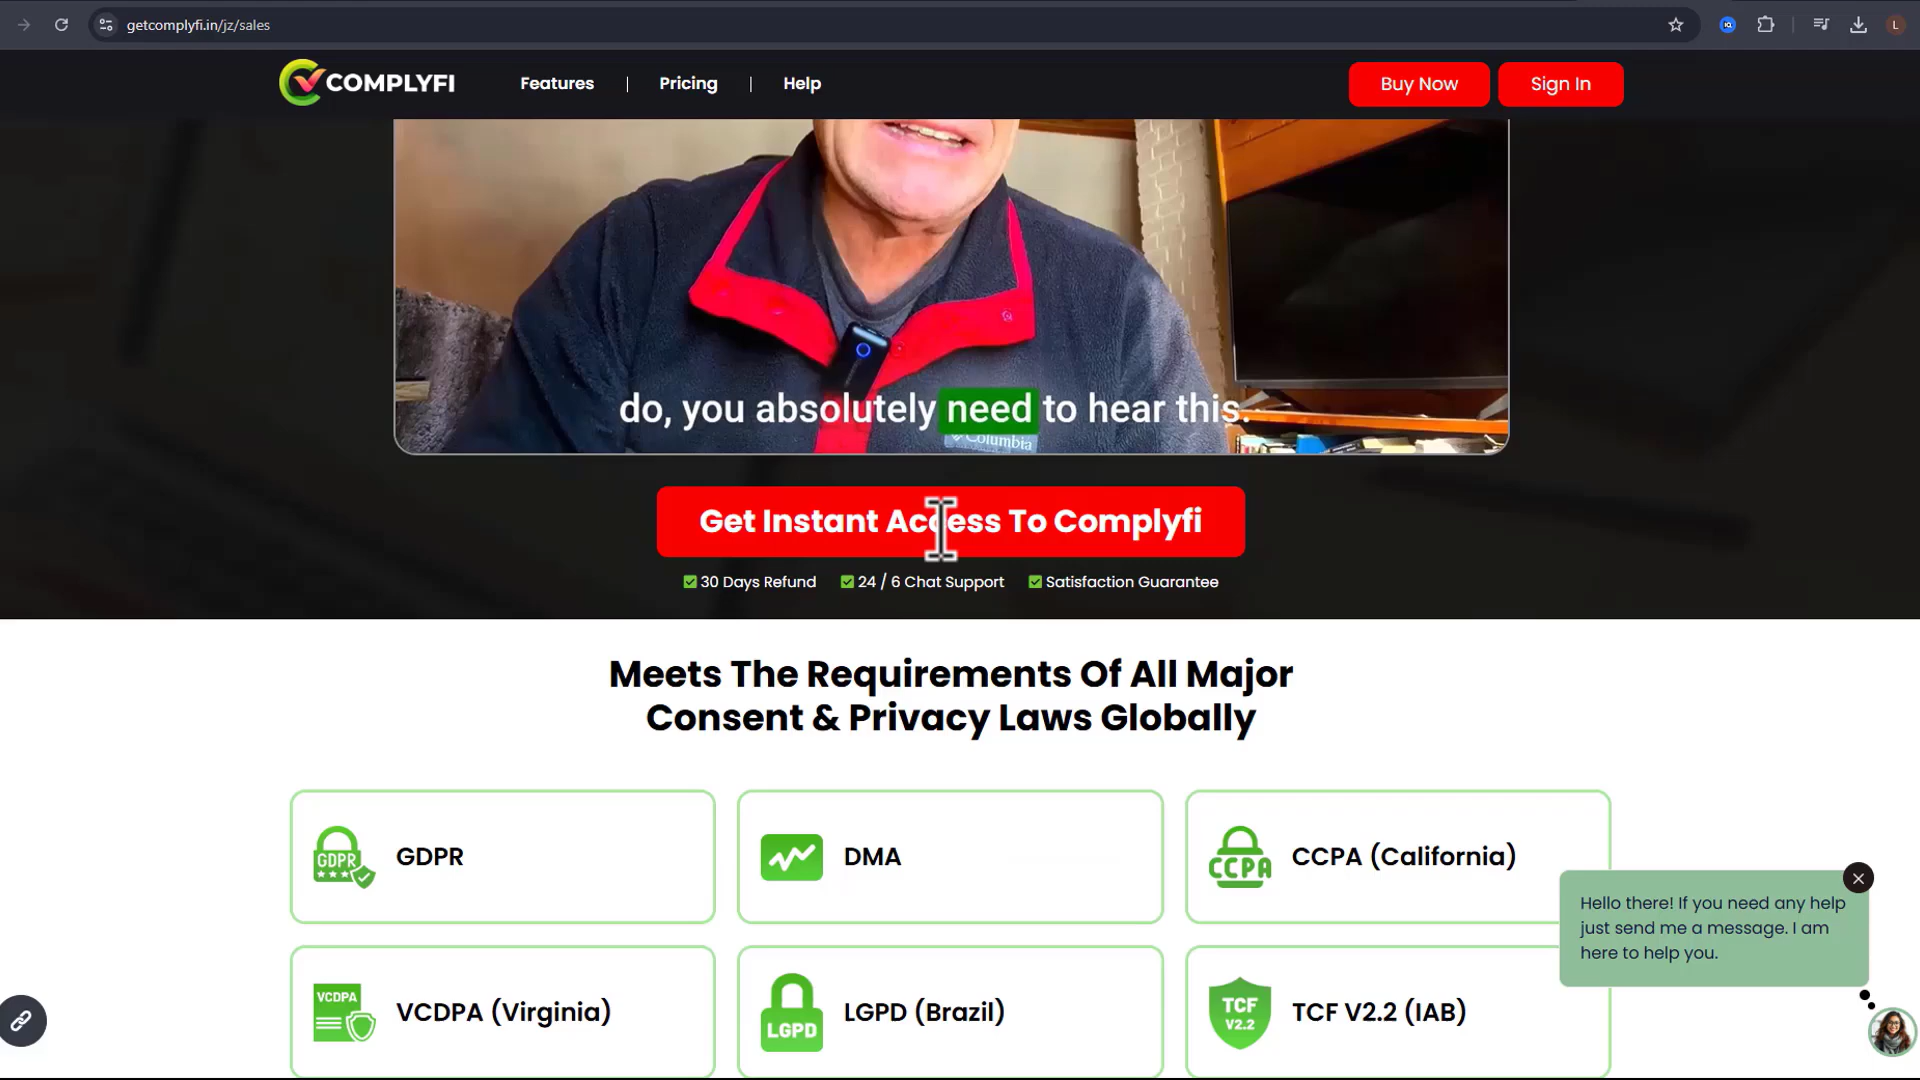 getcomplyfi.in/jz/sales
L
COMPLYFI
Features
Pricing
Help
Buy Now
Sign In
do, you absolutely need to hear this.
Columbia
Get Instant Access To Complyfi
30 Days Refund
24 / 6 Chat Support
Satisfaction Guarantee
Meets The Requirements Of All Major
Consent & Privacy Laws Globally
GDPR
GDPR
DMA
CCPA
CCPA (California)
Hello there! If you need any help
just send me a message. I am
here to help you.
VCDPA
VCDPA (Virginia)
LGPD
LGPD (Brazil)
TCF
V2.2
TCF V2.2 (IAB)